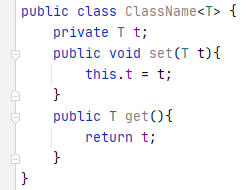 public class ClassName<T> {
    private T t;
    public void set(T t){
        this.t = t;
    }
    public T get(){
        return t;
    }
}